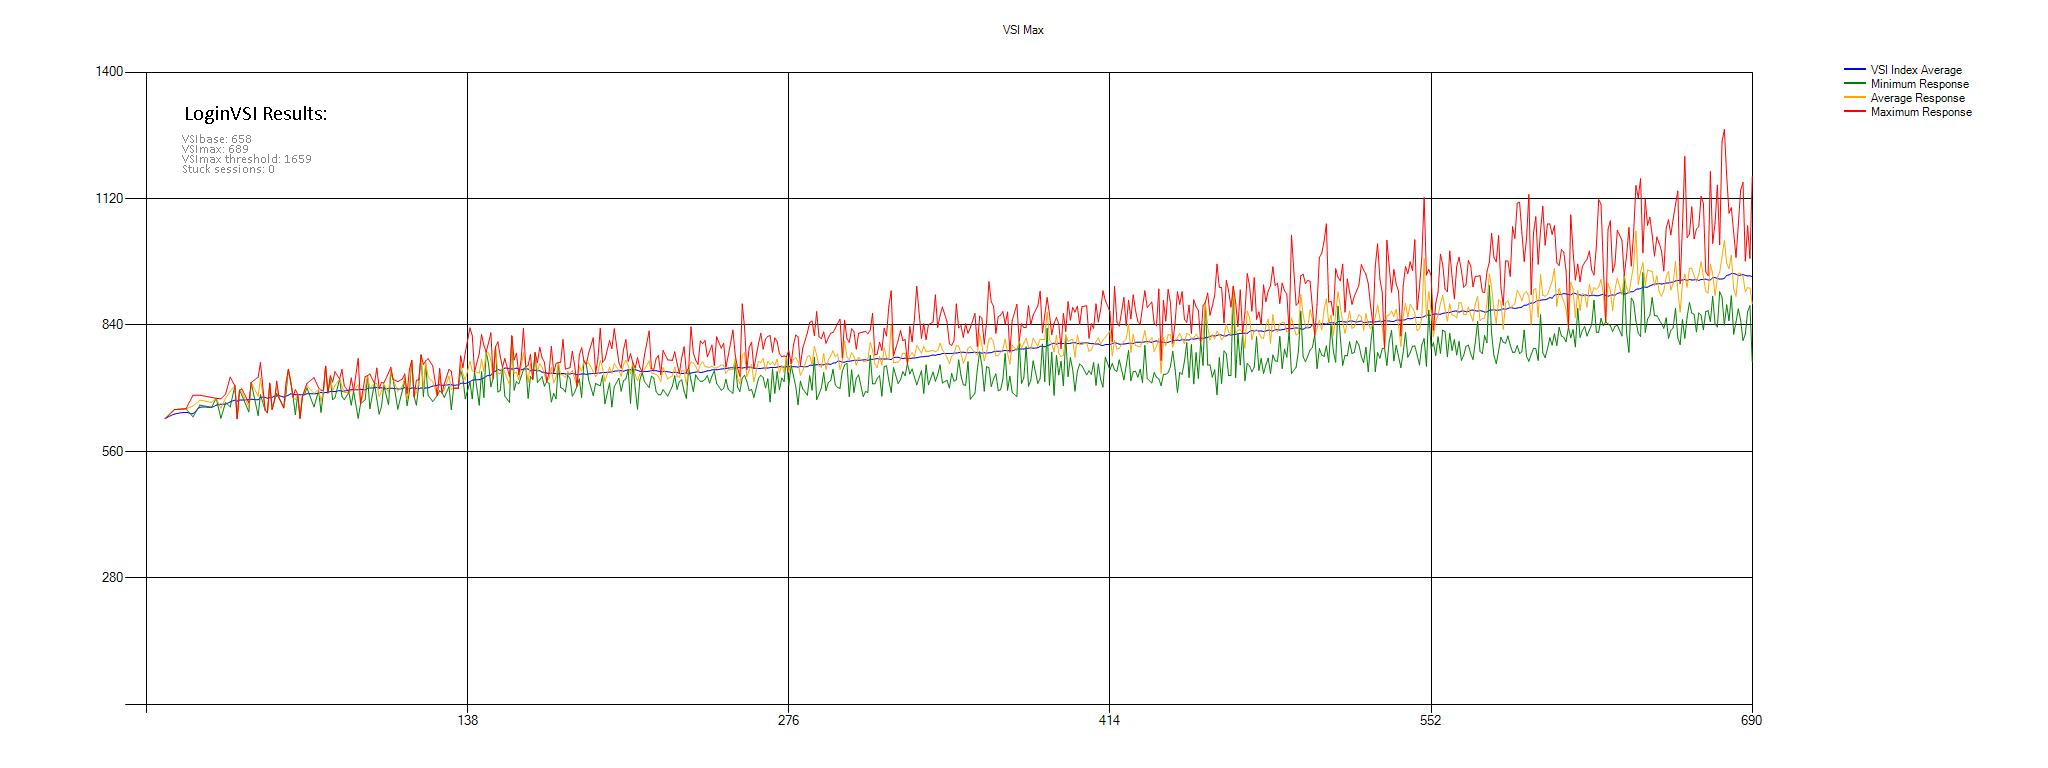 VSI Max
1400
1120
840
560
280
138
276
414
552
690
LoginVSI Results:
VSIbase: 658
VSImax: 689
VSImax threshold: 1659
Stuck sessions: 0
VSI Index Average
Minimum Response
Average Response
Maximum Response